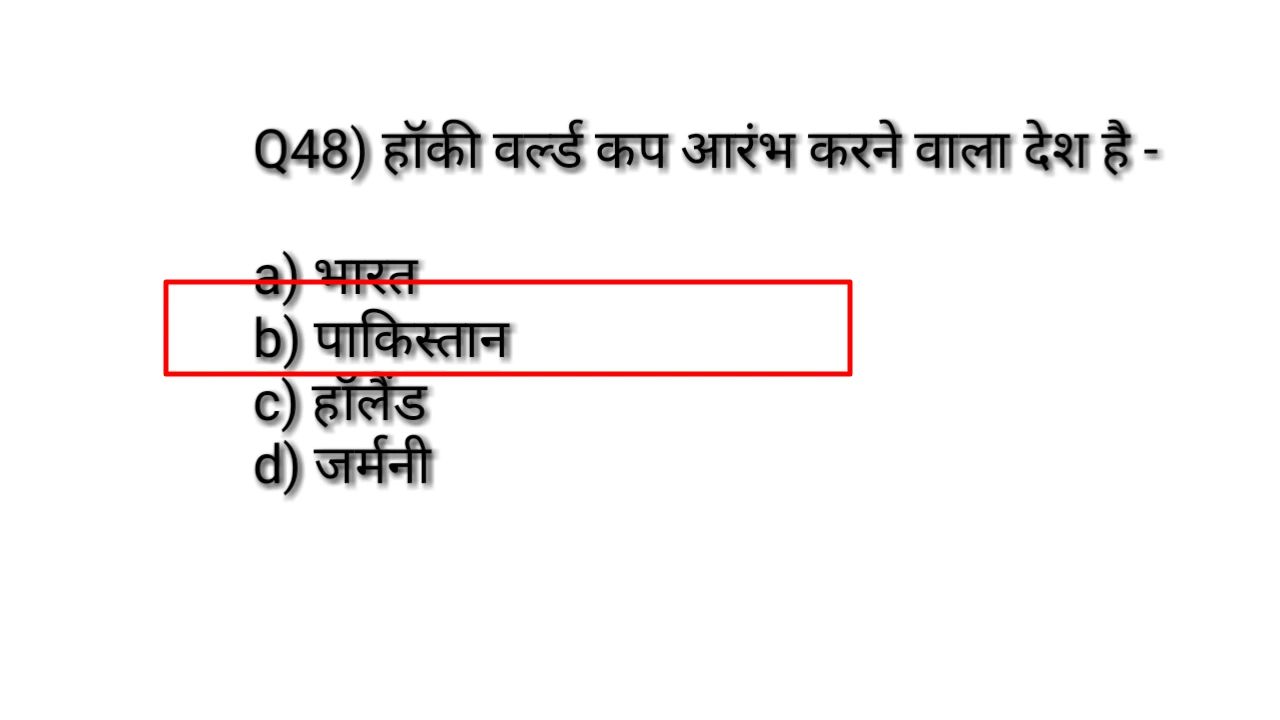 Q48) हॉकी वर्ल्ड कप आरंभ करने वाला देश है -
a) भारत
b) पाकिस्तान
c) हॉलैंड
d) जर्मनी